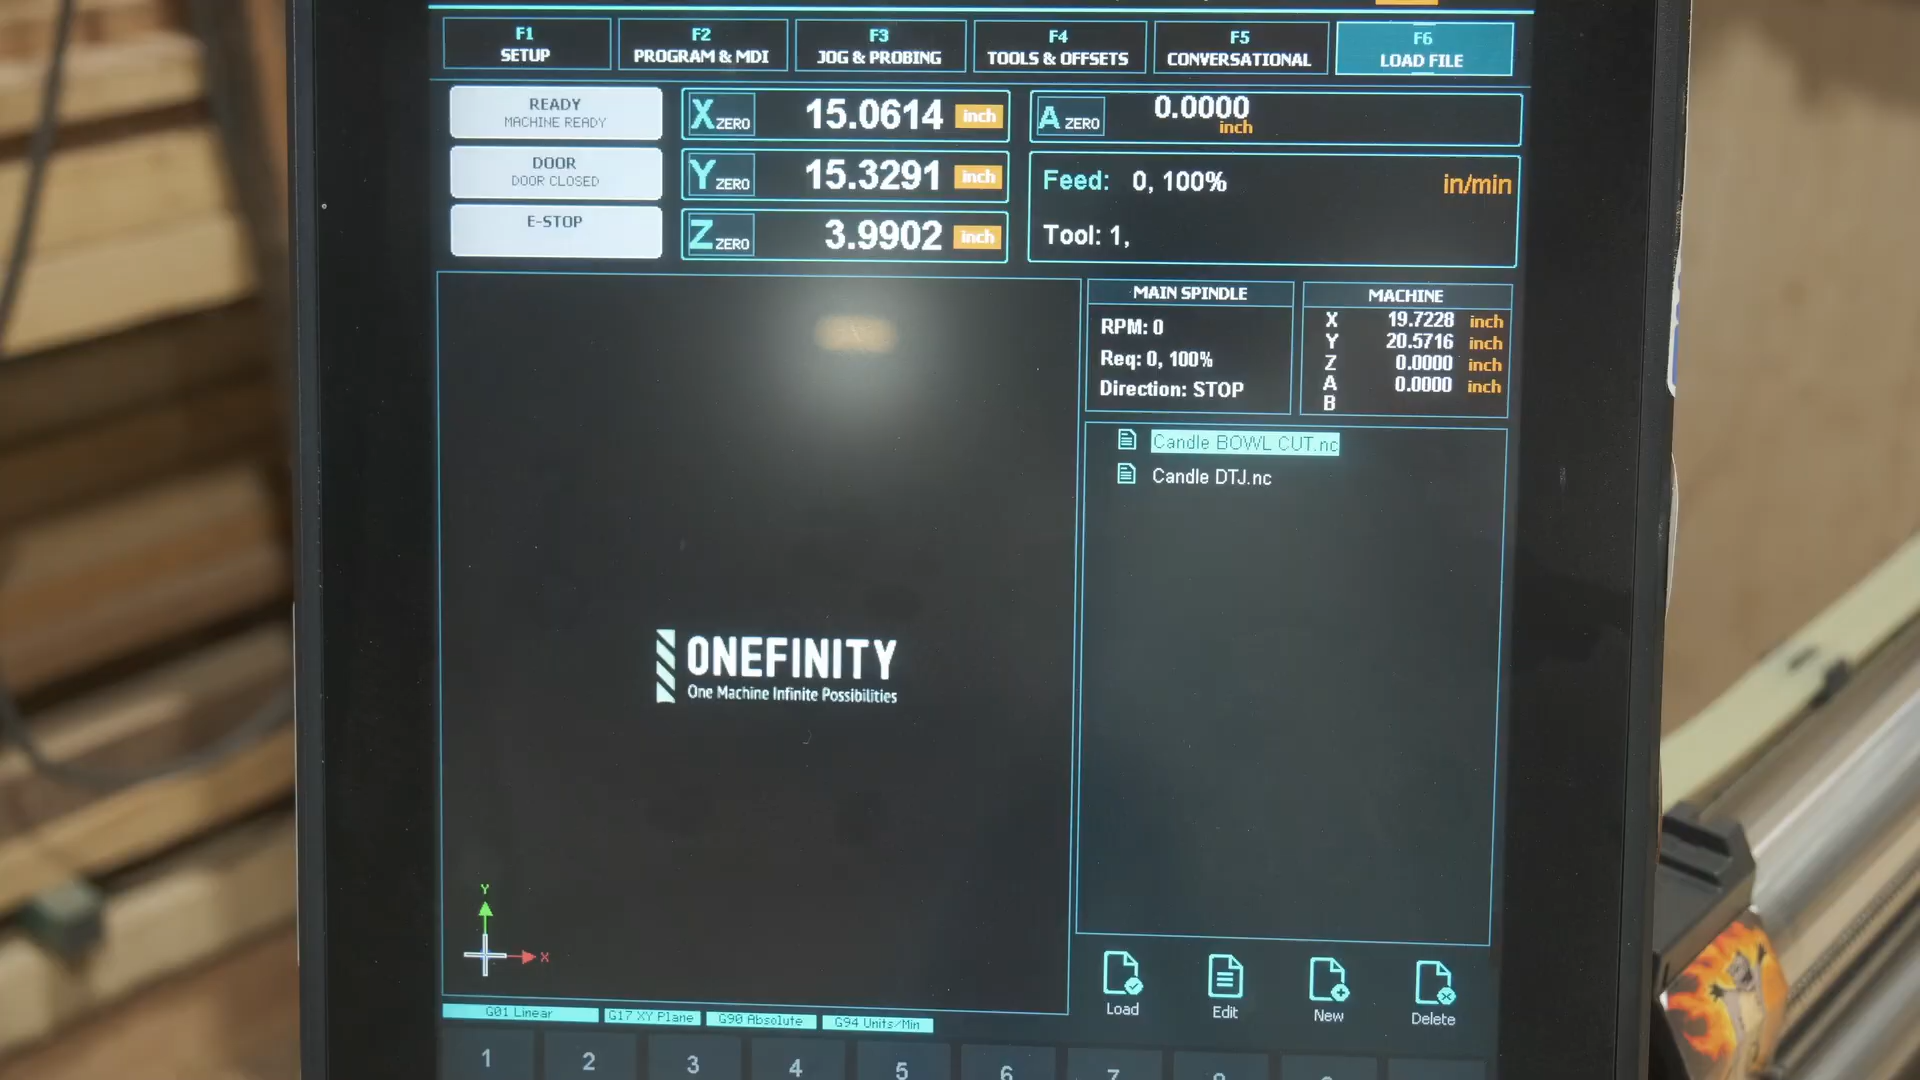 F1
SETUP
F2
PROGRAM & MDI
F3
JOG & PROBING
F4
TOOLS & OFFSETS
F5
CONVERSATIONAL
F6
LOAD FILE
READY
MACHINE READY
DOOR
DOOR CLOSED
E-STOP
X ZERO 15.0614 inch
Y ZERO 15.3291 inch
Z ZERO 3.9902 inch
A ZERO 0.0000 inch
Feed: 0, 100% in/min
Tool: 1,
MAIN SPINDLE
RPM: 0
Req: 0, 100%
Direction: STOP
MACHINE
X 19.7228 inch
Y 20.5716 inch
Z 0.0000 inch
A 0.0000 inch
B
Candle BOWL CUT.nc
Candle DTJ.nc
ONEFINITY
One Machine Infinite Possibilities
Y
X
Load
Edit
New
Delete
G01 Linear
G17 XY Plane
G90 Absolute
G94 Units/Min
1 2 3 4 5 6 7